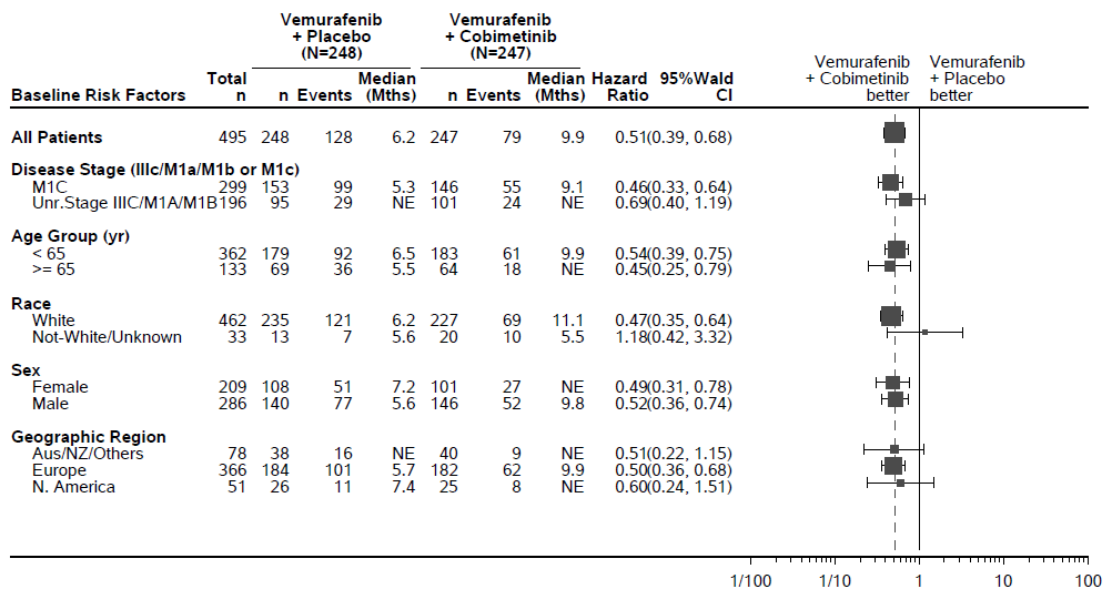 Vemurafenib Vemurafenib
+ Placebo + Cobimetinib
(N=248) (N=247)
Vemurafenib Vemurafenib
+ Cobimetinib + Placebo
better better
Total Median Median Hazard 95%Wald
Baseline Risk Factors n n Events (Mths) n Events (Mths) Ratio CI
All Patients 495 248 128 6.2 247 79 9.9 0.51(0.39, 0.68)
Disease Stage (IIIc/M1a/M1b or M1c)
M1C 299 153 99 5.3 146 55 9.1 0.46(0.33, 0.64)
Unr.Stage IIIC/M1A/M1B196 95 29 NE 101 24 NE 0.69(0.40, 1.19)
Age Group (yr)
< 65 362 179 92 6.5 183 61 9.9 0.54(0.39, 0.75)
>= 65 133 69 36 5.5 64 18 NE 0.45(0.25, 0.79)
Race
White 462 235 121 6.2 227 69 11.1 0.47(0.35, 0.64)
Not-White/Unknown 33 13 7 5.6 20 10 5.5 1.18(0.42, 3.32)
Sex
Female 209 108 51 7.2 101 27 NE 0.49(0.31, 0.78)
Male 286 140 77 5.6 146 52 9.8 0.52(0.36, 0.74)
Geographic Region
Aus/NZ/Others 78 38 16 NE 40 9 NE 0.51(0.22, 1.15)
Europe 366 184 101 5.7 182 62 9.9 0.50(0.36, 0.68)
N. America 51 26 11 7.4 25 8 NE 0.60(0.24, 1.51)
1/100 1/10 1 10 100